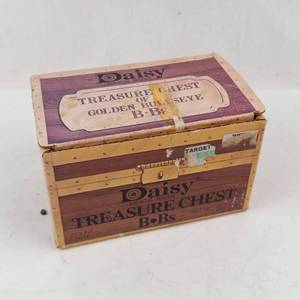 Daisy
TREASURE CHEST
OF
GOLDEN BULLSEYE
B•Bs
TARGET
Daisy
TREASURE CHEST
B•Bs